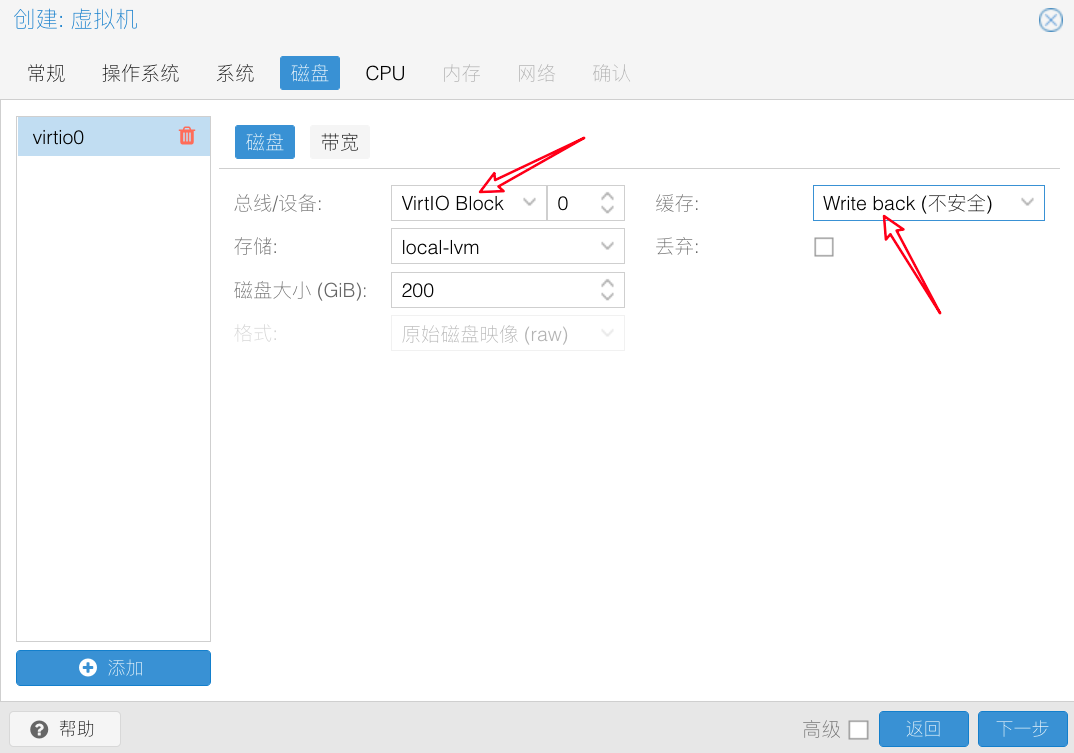 创建: 虚拟机
常规 操作系统 系统 磁盘 CPU 内存 网络 确认
virtio0
磁盘 带宽
总线/设备: VirtIO Block 0 缓存: Write back (不安全)
存储: local-lvm 丢弃:
磁盘大小 (GiB): 200
格式: 原始磁盘映像 (raw)
添加
帮助 高级 返回 下一步